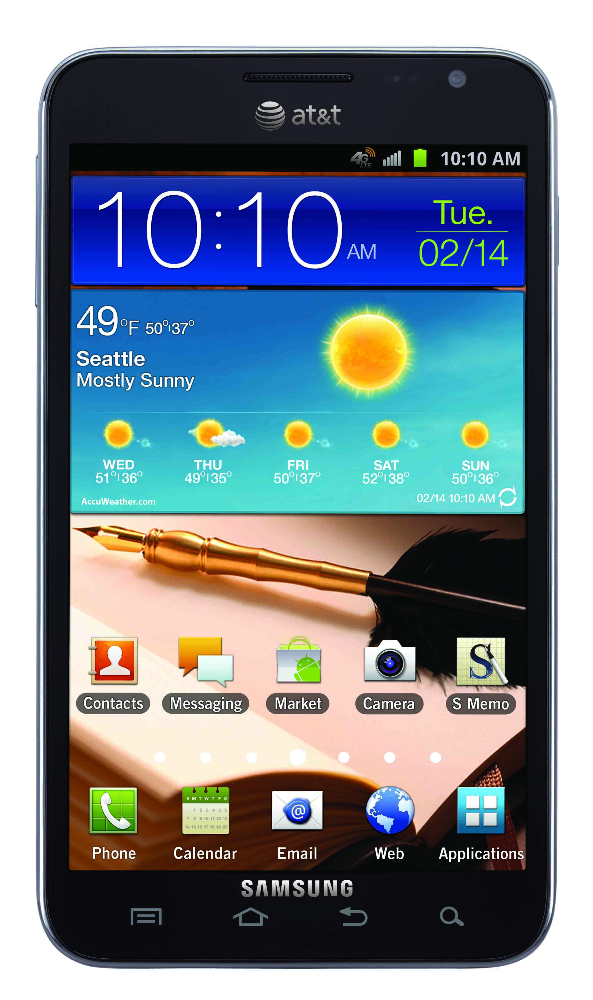 at&t
4G LTE 10:10 AM
10:10 AM
Tue.
02/14
49°F 50°|37°
Seattle
Mostly Sunny
WED THU FRI SAT SUN
51°|36° 49°|35° 50°|37° 52°|38° 50°|36°
AccuWeather.com 02/14 10:10 AM
S
Contacts Messaging Market Camera S Memo
S M T W T F S
1 2 3 4 5 6
7 8 9 10 11 12 13
14 15 16 17 18 19 20
@
Phone Calendar Email Web Applications
SAMSUNG